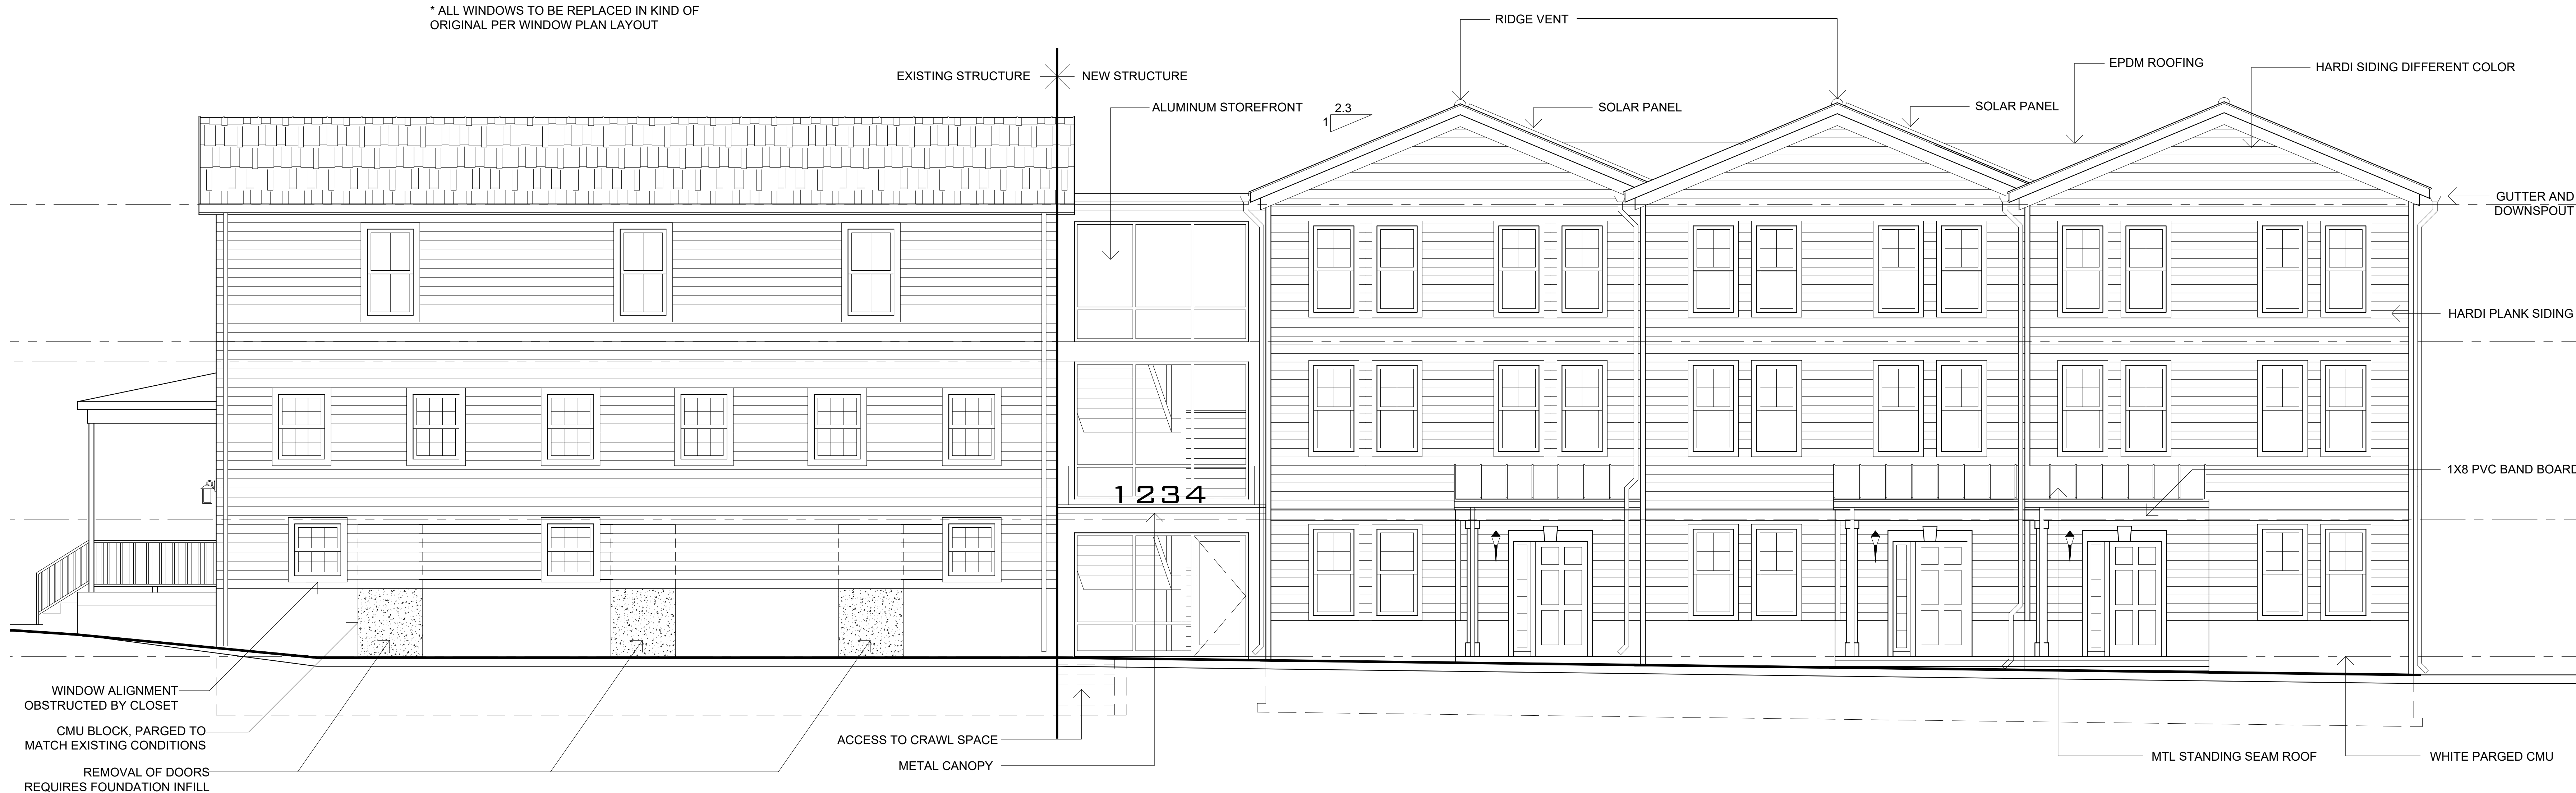 * ALL WINDOWS TO BE REPLACED IN KIND OF
ORIGINAL PER WINDOW PLAN LAYOUT
RIDGE VENT
EXISTING STRUCTURE
NEW STRUCTURE
EPDM ROOFING
HARDI SIDING DIFFERENT COLOR
ALUMINUM STOREFRONT
2.3
1
SOLAR PANEL
SOLAR PANEL
GUTTER AND
DOWNSPOUT
HARDI PLANK SIDING
1X8 PVC BAND BOARD
1234
WINDOW ALIGNMENT
OBSTRUCTED BY CLOSET
CMU BLOCK, PARGED TO
MATCH EXISTING CONDITIONS
REMOVAL OF DOORS
REQUIRES FOUNDATION INFILL
ACCESS TO CRAWL SPACE
METAL CANOPY
MTL STANDING SEAM ROOF
WHITE PARGED CMU